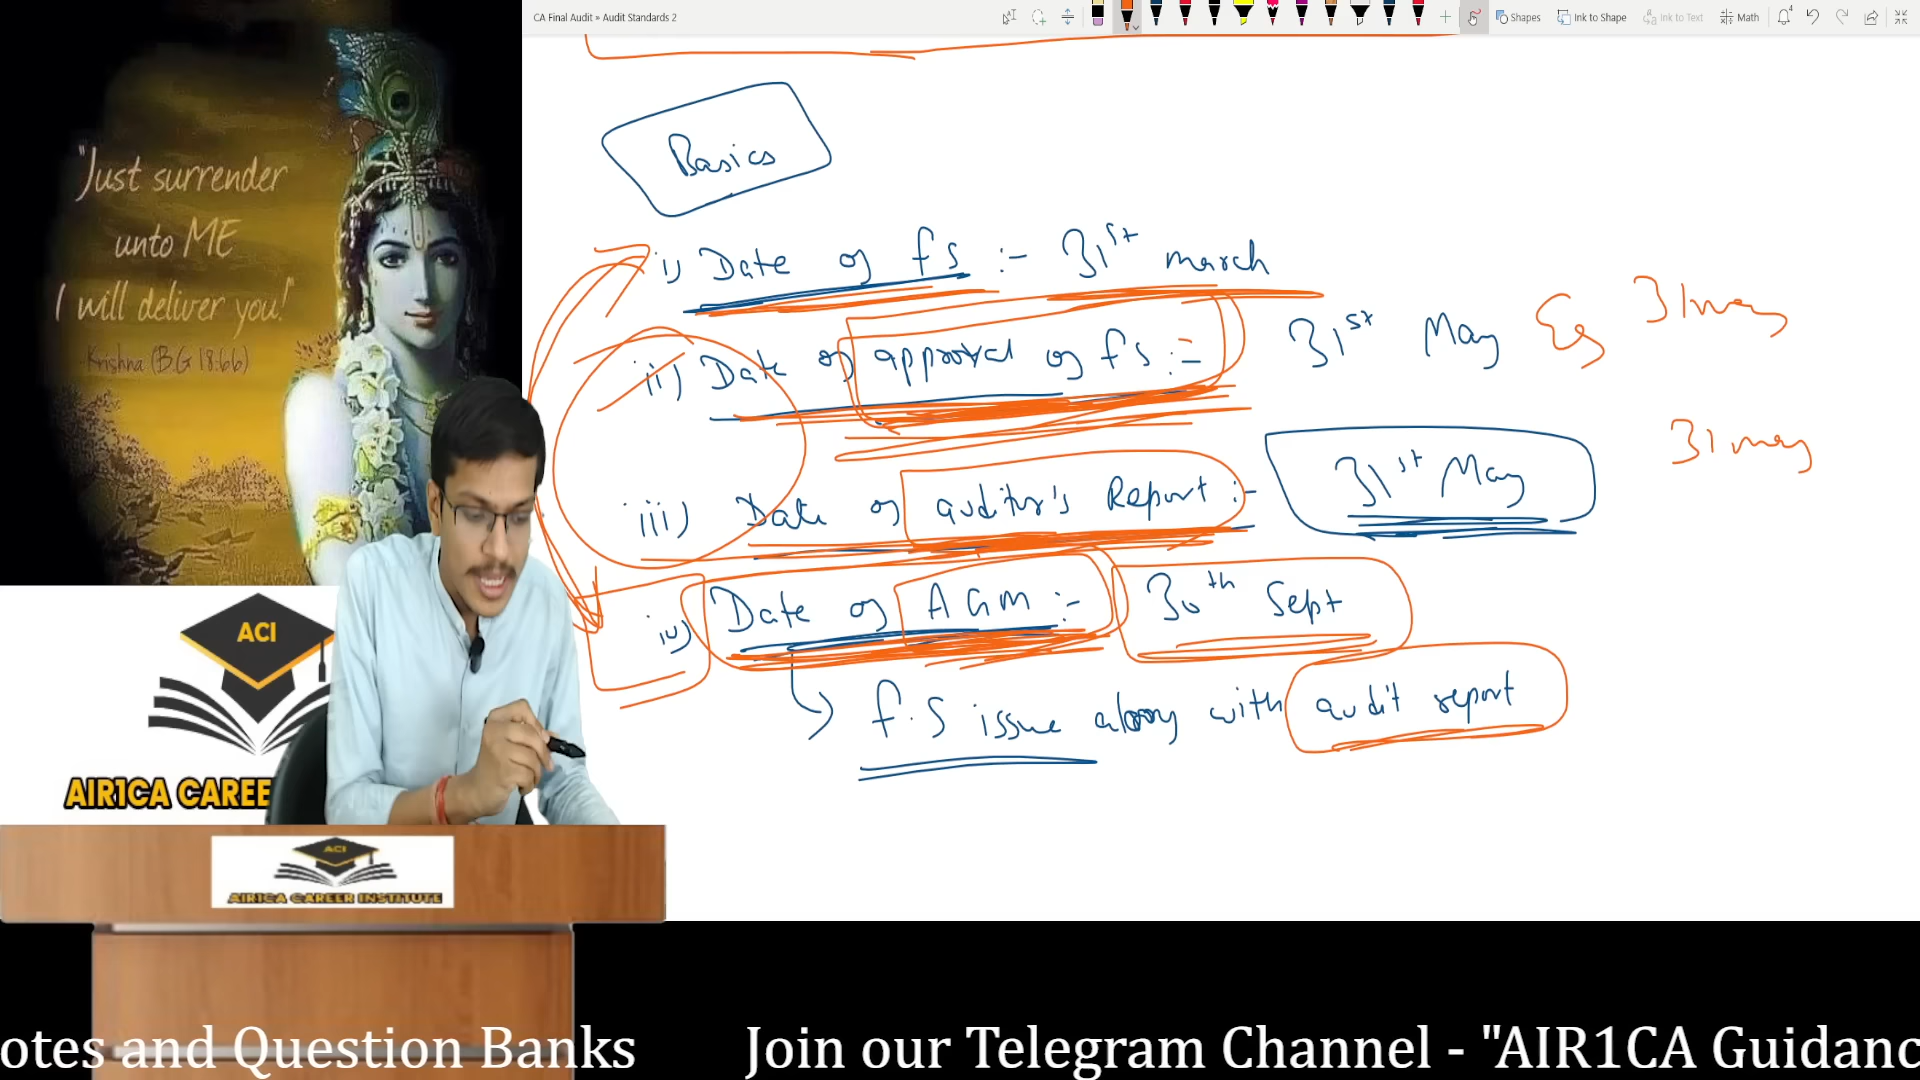 CA Final Audit » Audit Standards 2
Shapes
Ink to Shape
Ink to Text
Math
"Just surrender
unto ME
I will deliver you!"
-Krishna (B.G 18:66)
Basics
i) Date of fs :- 31st march
ii) Date of approval of fs :- 31st May Eg 31 may
iii) Date of auditor's Report :- 31st May 31 may
iv) Date of AGM :- 30th Sept
f.s issue along with audit report
ACI
AIR1CA CAREE
ACI
AIR1CA CAREER INSTITUTE
otes and Question Banks Join our Telegram Channel - "AIR1CA Guidanc